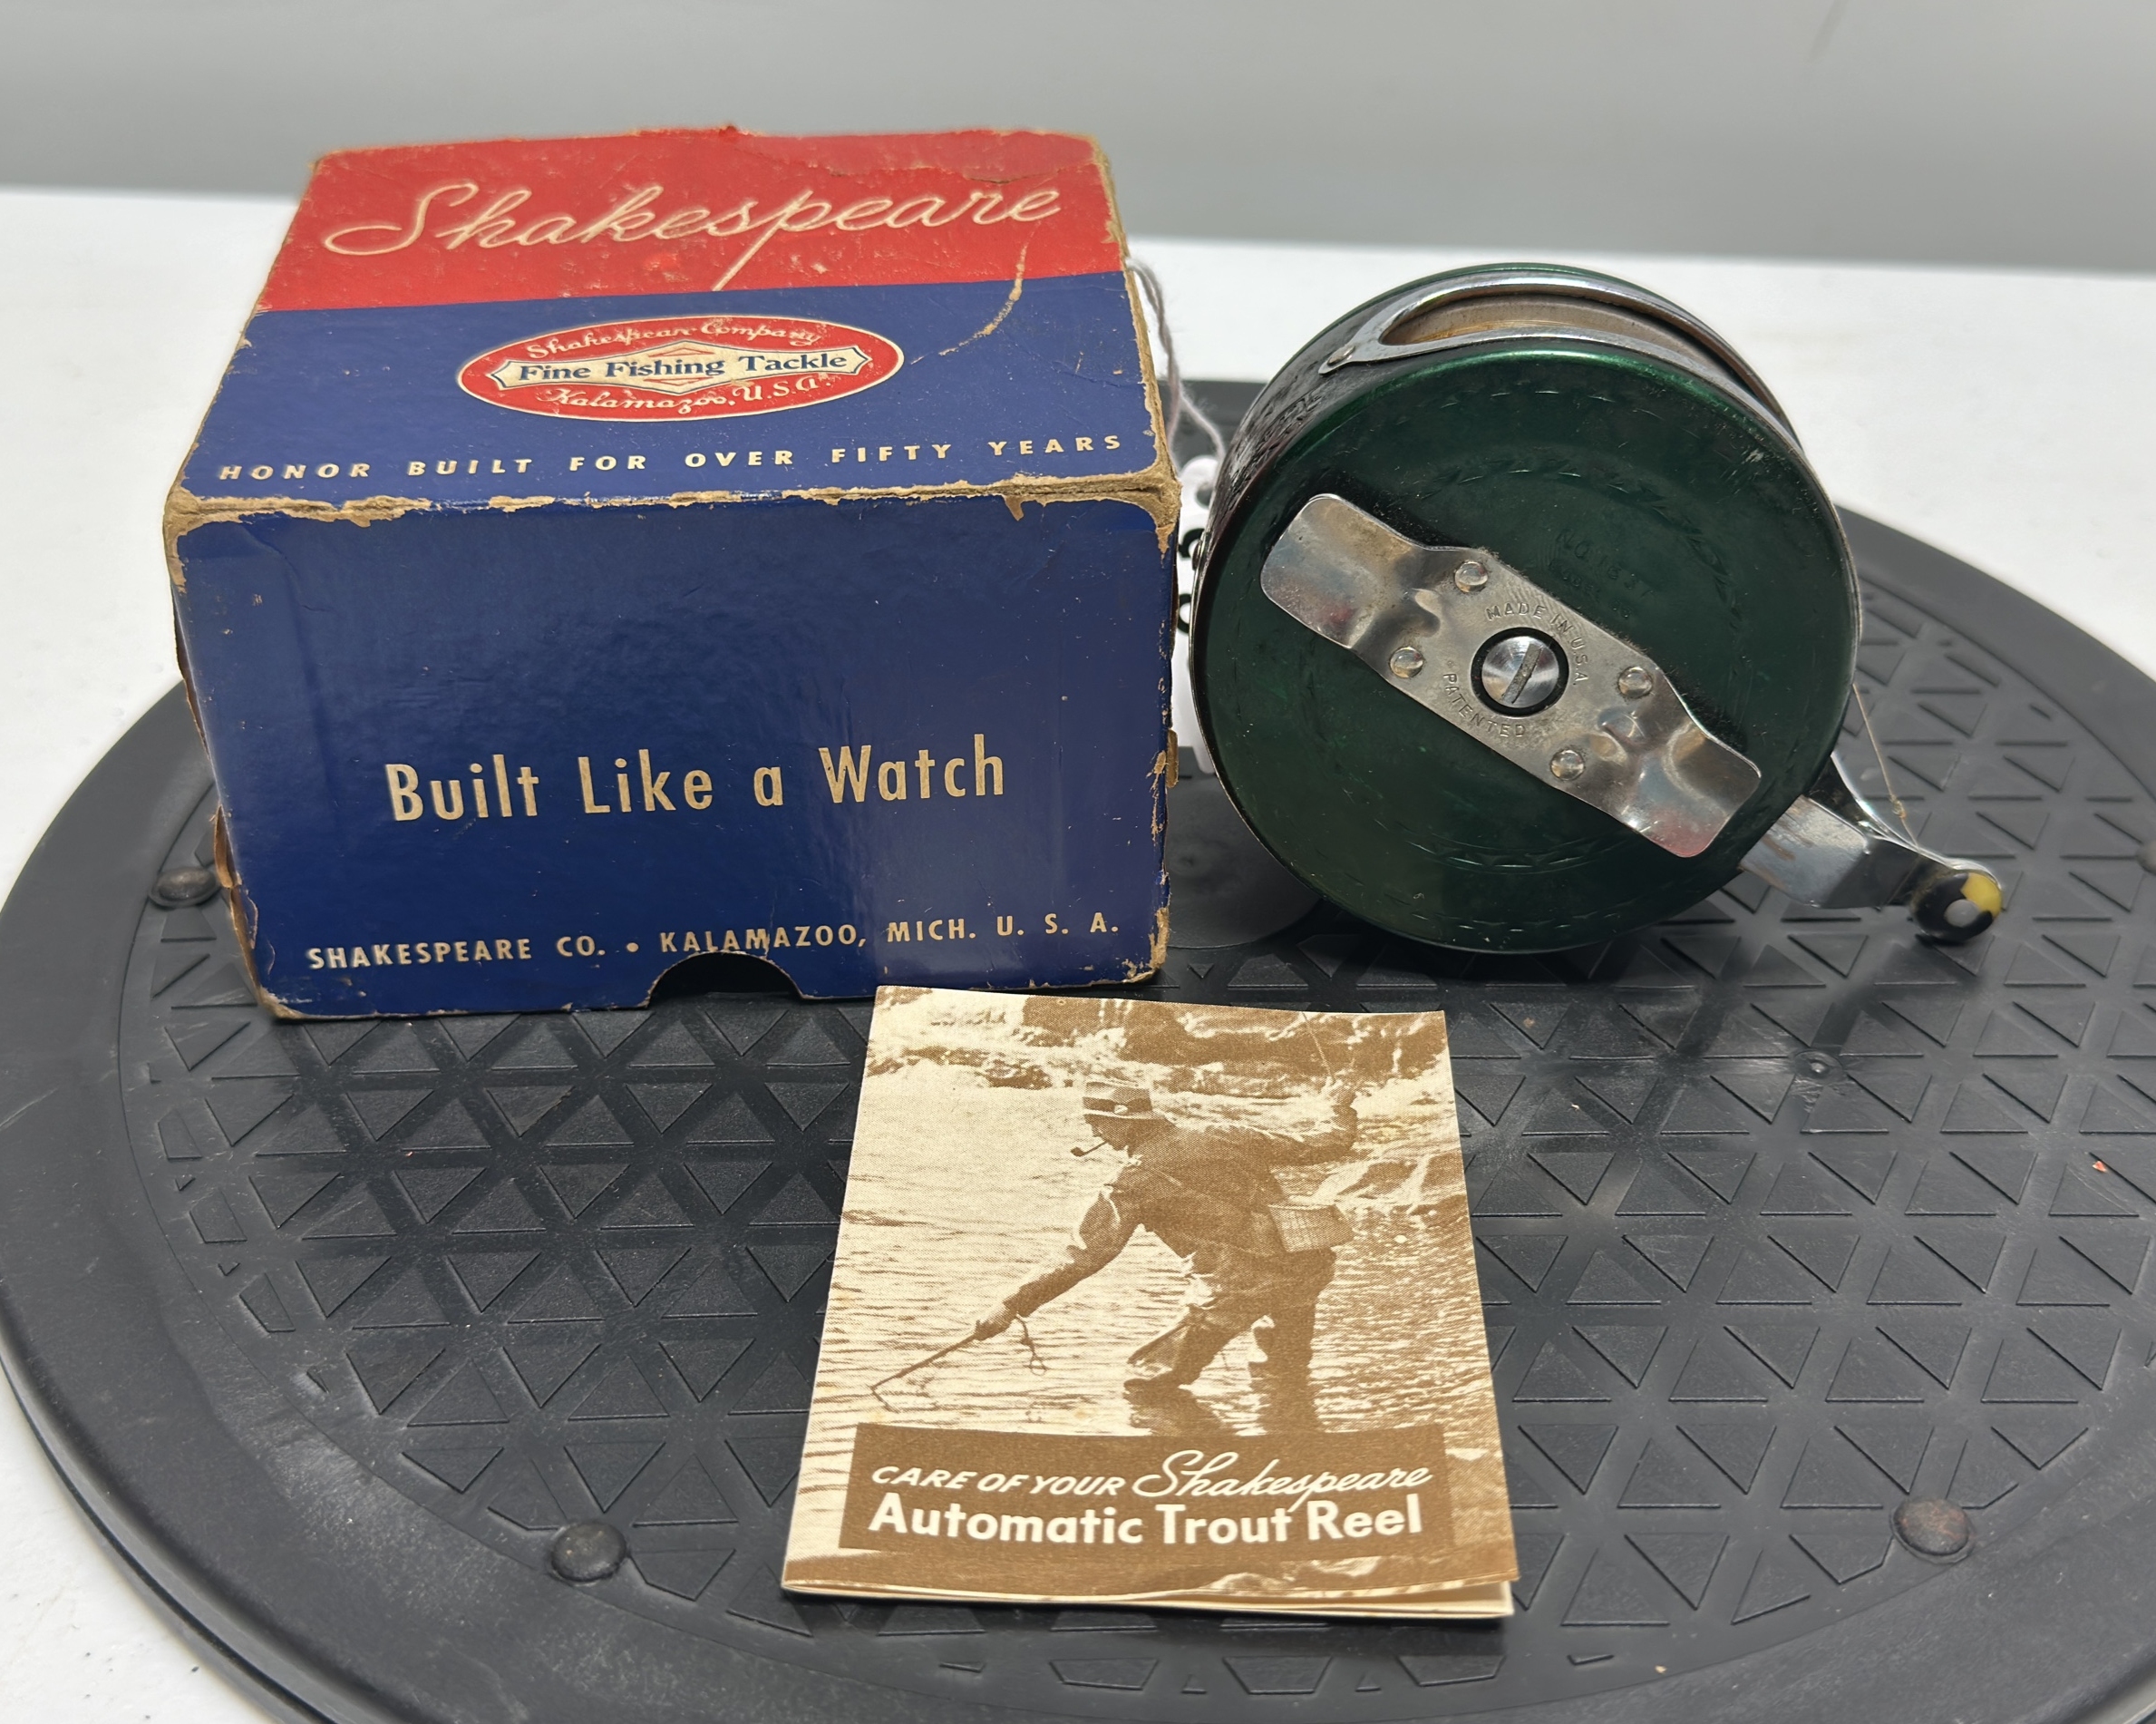 Shakespeare
Shakespeare Company
Fine Fishing Tackle
Kalamazoo, U.S.A.
HONOR BUILT FOR OVER FIFTY YEARS
Built Like a Watch
SHAKESPEARE CO. • KALAMAZOO, MICH. U. S. A.
MADE IN U.S.A.
PATENTED
CARE OF YOUR Shakespeare
Automatic Trout Reel